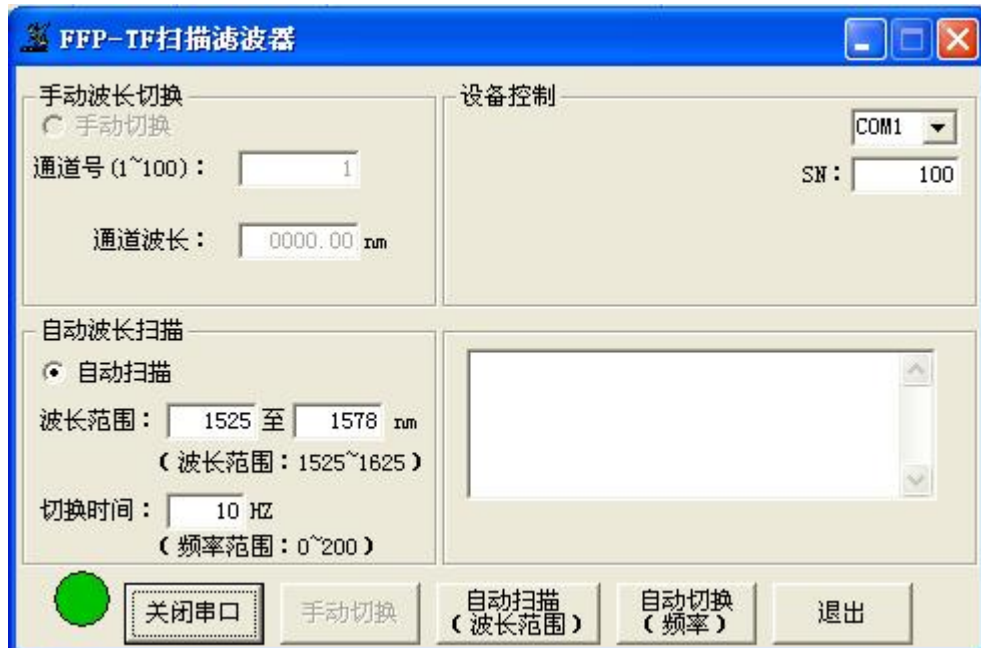 FFP-TF扫描滤波器
手动波长切换
手动切换
通道号(1~100)： 1
通道波长： 0000.00 nm
设备控制
COM1
SN： 100
自动波长扫描
自动扫描
波长范围： 1525 至 1578 nm
（波长范围：1525~1625）
切换时间： 10 HZ
（频率范围：0~200）
关闭串口
手动切换
自动扫描
（波长范围）
自动切换
（频率）
退出